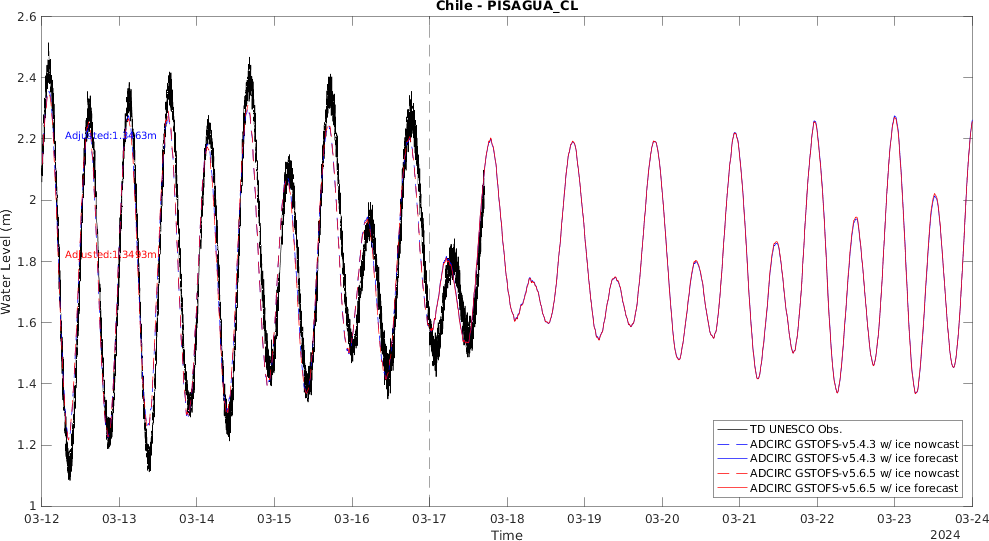 Chile - PISAGUA_CL
2.6
2.4
2.2
2
1.8
1.6
1.4
1.2
1
Water Level (m)
Adjusted:1.3463m
Adjusted:1.3493m
TD UNESCO Obs.
ADCIRC GSTOFS-v5.4.3 w/ ice nowcast
ADCIRC GSTOFS-v5.4.3 w/ ice forecast
ADCIRC GSTOFS-v5.6.5 w/ ice nowcast
ADCIRC GSTOFS-v5.6.5 w/ ice forecast
03-12 03-13 03-14 03-15 03-16 03-17 03-18 03-19 03-20 03-21 03-22 03-23 03-24
Time
2024